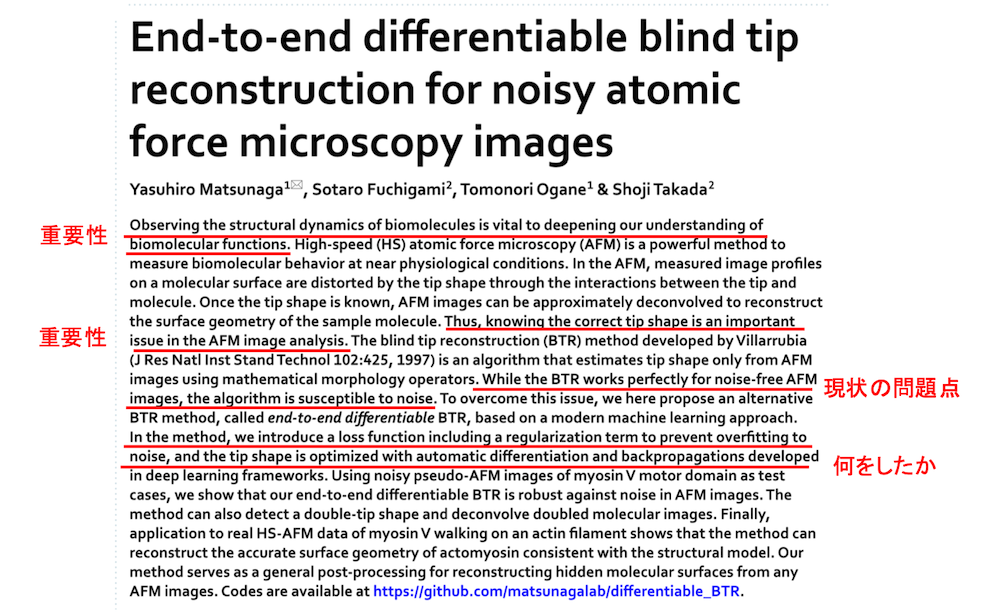 End-to-end differentiable blind tip
reconstruction for noisy atomic
force microscopy images
Yasuhiro Matsunaga1✉, Sotaro Fuchigami2, Tomonori Ogane1 & Shoji Takada2
重要性
Observing the structural dynamics of biomolecules is vital to deepening our understanding of
biomolecular functions. High-speed (HS) atomic force microscopy (AFM) is a powerful method to
measure biomolecular behavior at near physiological conditions. In the AFM, measured image profiles
on a molecular surface are distorted by the tip shape through the interactions between the tip and
molecule. Once the tip shape is known, AFM images can be approximately deconvolved to reconstruct
the surface geometry of the sample molecule. Thus, knowing the correct tip shape is an important
重要性
issue in the AFM image analysis. The blind tip reconstruction (BTR) method developed by Villarrubia
(J Res Natl Inst Stand Technol 102:425, 1997) is an algorithm that estimates tip shape only from AFM
images using mathematical morphology operators. While the BTR works perfectly for noise-free AFM
現状の問題点
images, the algorithm is susceptible to noise. To overcome this issue, we here propose an alternative
BTR method, called end-to-end differentiable BTR, based on a modern machine learning approach.
In the method, we introduce a loss function including a regularization term to prevent overfitting to
noise, and the tip shape is optimized with automatic differentiation and backpropagations developed
何をしたか
in deep learning frameworks. Using noisy pseudo-AFM images of myosin V motor domain as test
cases, we show that our end-to-end differentiable BTR is robust against noise in AFM images. The
method can also detect a double-tip shape and deconvolve doubled molecular images. Finally,
application to real HS-AFM data of myosin V walking on an actin filament shows that the method can
reconstruct the accurate surface geometry of actomyosin consistent with the structural model. Our
method serves as a general post-processing for reconstructing hidden molecular surfaces from any
AFM images. Codes are available at https://github.com/matsunagalab/differentiable_BTR.